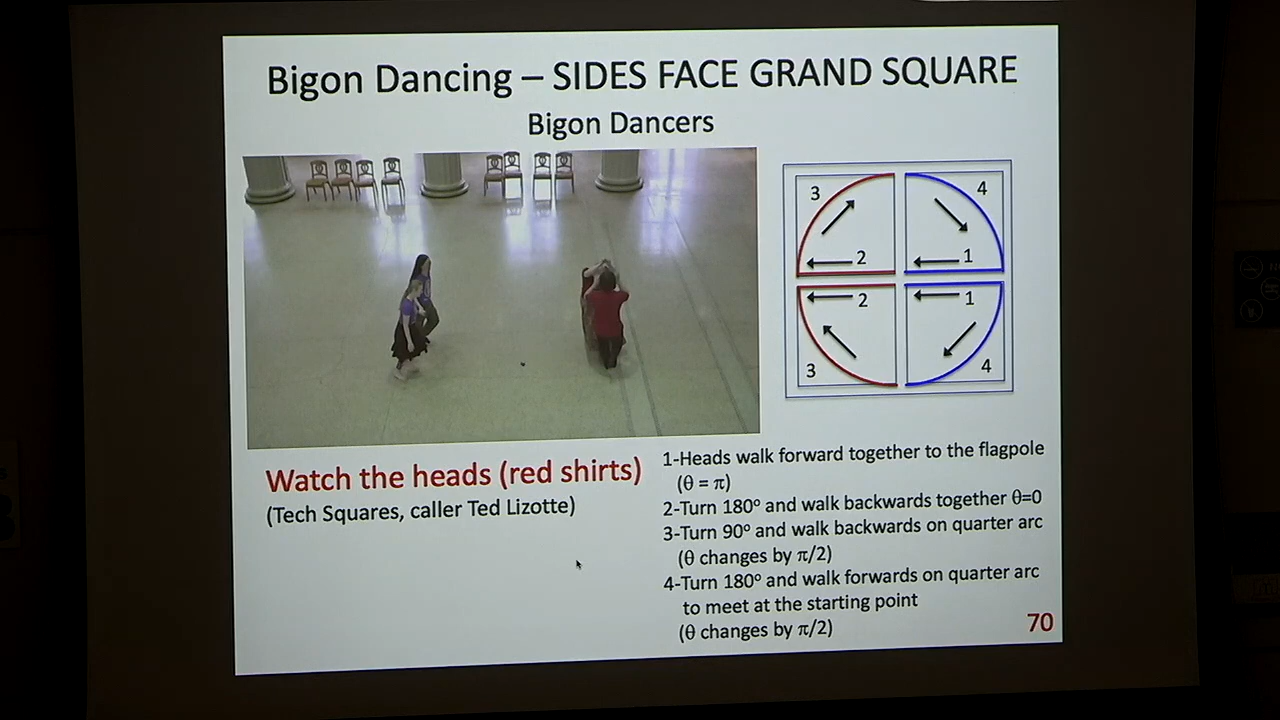 Bigon Dancing – SIDES FACE GRAND SQUARE
Bigon Dancers
3
4
2
1
2
1
3
4
Watch the heads (red shirts)
(Tech Squares, caller Ted Lizotte)
1-Heads walk forward together to the flagpole
(θ = π)
2-Turn 180º and walk backwards together θ=0
3-Turn 90º and walk backwards on quarter arc
(θ changes by π/2)
4-Turn 180º and walk forwards on quarter arc
to meet at the starting point
(θ changes by π/2)
70